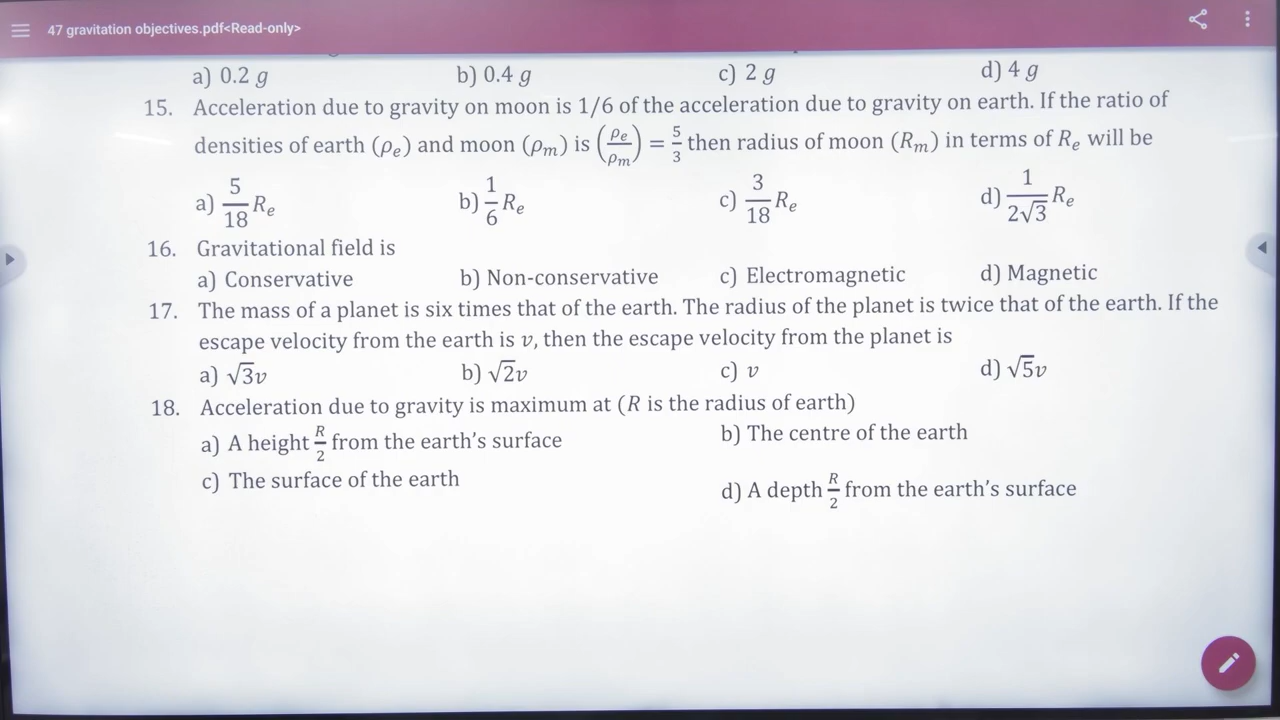 47 gravitation objectives.pdf<Read-only>
a) 0.2 g b) 0.4 g c) 2 g d) 4 g
15. Acceleration due to gravity on moon is 1/6 of the acceleration due to gravity on earth. If the ratio of
densities of earth (ρₑ) and moon (ρₘ) is (ρₑ/ρₘ) = 5/3 then radius of moon (Rₘ) in terms of Rₑ will be
a) 5/18 Rₑ b) 1/6 Rₑ c) 3/18 Rₑ d) 1/2√3 Rₑ
16. Gravitational field is
a) Conservative b) Non-conservative c) Electromagnetic d) Magnetic
17. The mass of a planet is six times that of the earth. The radius of the planet is twice that of the earth. If the
escape velocity from the earth is v, then the escape velocity from the planet is
a) √3v b) √2v c) v d) √5v
18. Acceleration due to gravity is maximum at (R is the radius of earth)
a) A height R/2 from the earth's surface b) The centre of the earth
c) The surface of the earth d) A depth R/2 from the earth's surface